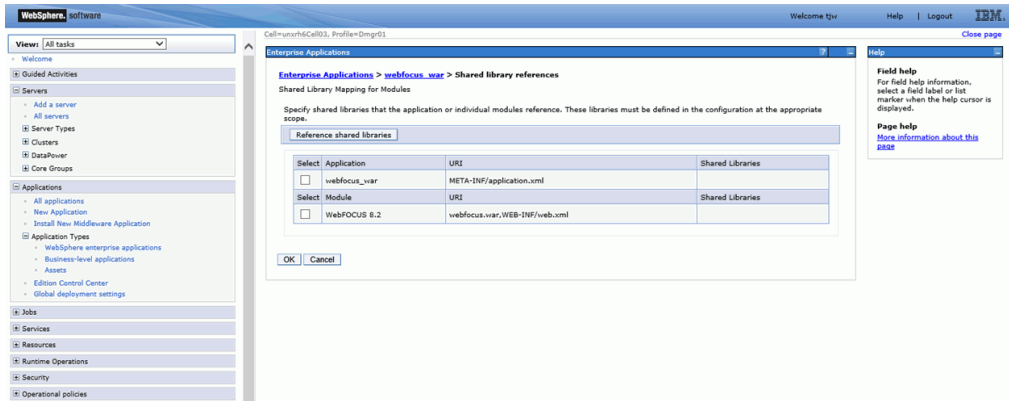 WebSphere. software
Welcome tjw
Help | Logout
IBM.
View: All tasks
Welcome
Guided Activities
Servers
Add a server
All servers
Server Types
Clusters
DataPower
Core Groups
Applications
All applications
New Application
Install New Middleware Application
Application Types
WebSphere enterprise applications
Business-level applications
Assets
Edition Control Center
Global deployment settings
Jobs
Services
Resources
Runtime Operations
Security
Operational policies
Cell=unxrh6Cell03, Profile=Dmgr01
Close page
Enterprise Applications
?
Enterprise Applications > webfocus_war > Shared library references
Shared Library Mapping for Modules
Specify shared libraries that the application or individual modules reference. These libraries must be defined in the configuration at the appropriate
scope.
Reference shared libraries
Select Application URI Shared Libraries
webfocus_war META-INF/application.xml
Select Module URI Shared Libraries
WebFOCUS 8.2 webfocus.war,WEB-INF/web.xml
OK Cancel
Help
Field help
For field help information,
select a field label or list
marker when the help cursor is
displayed.
Page help
More information about this
page